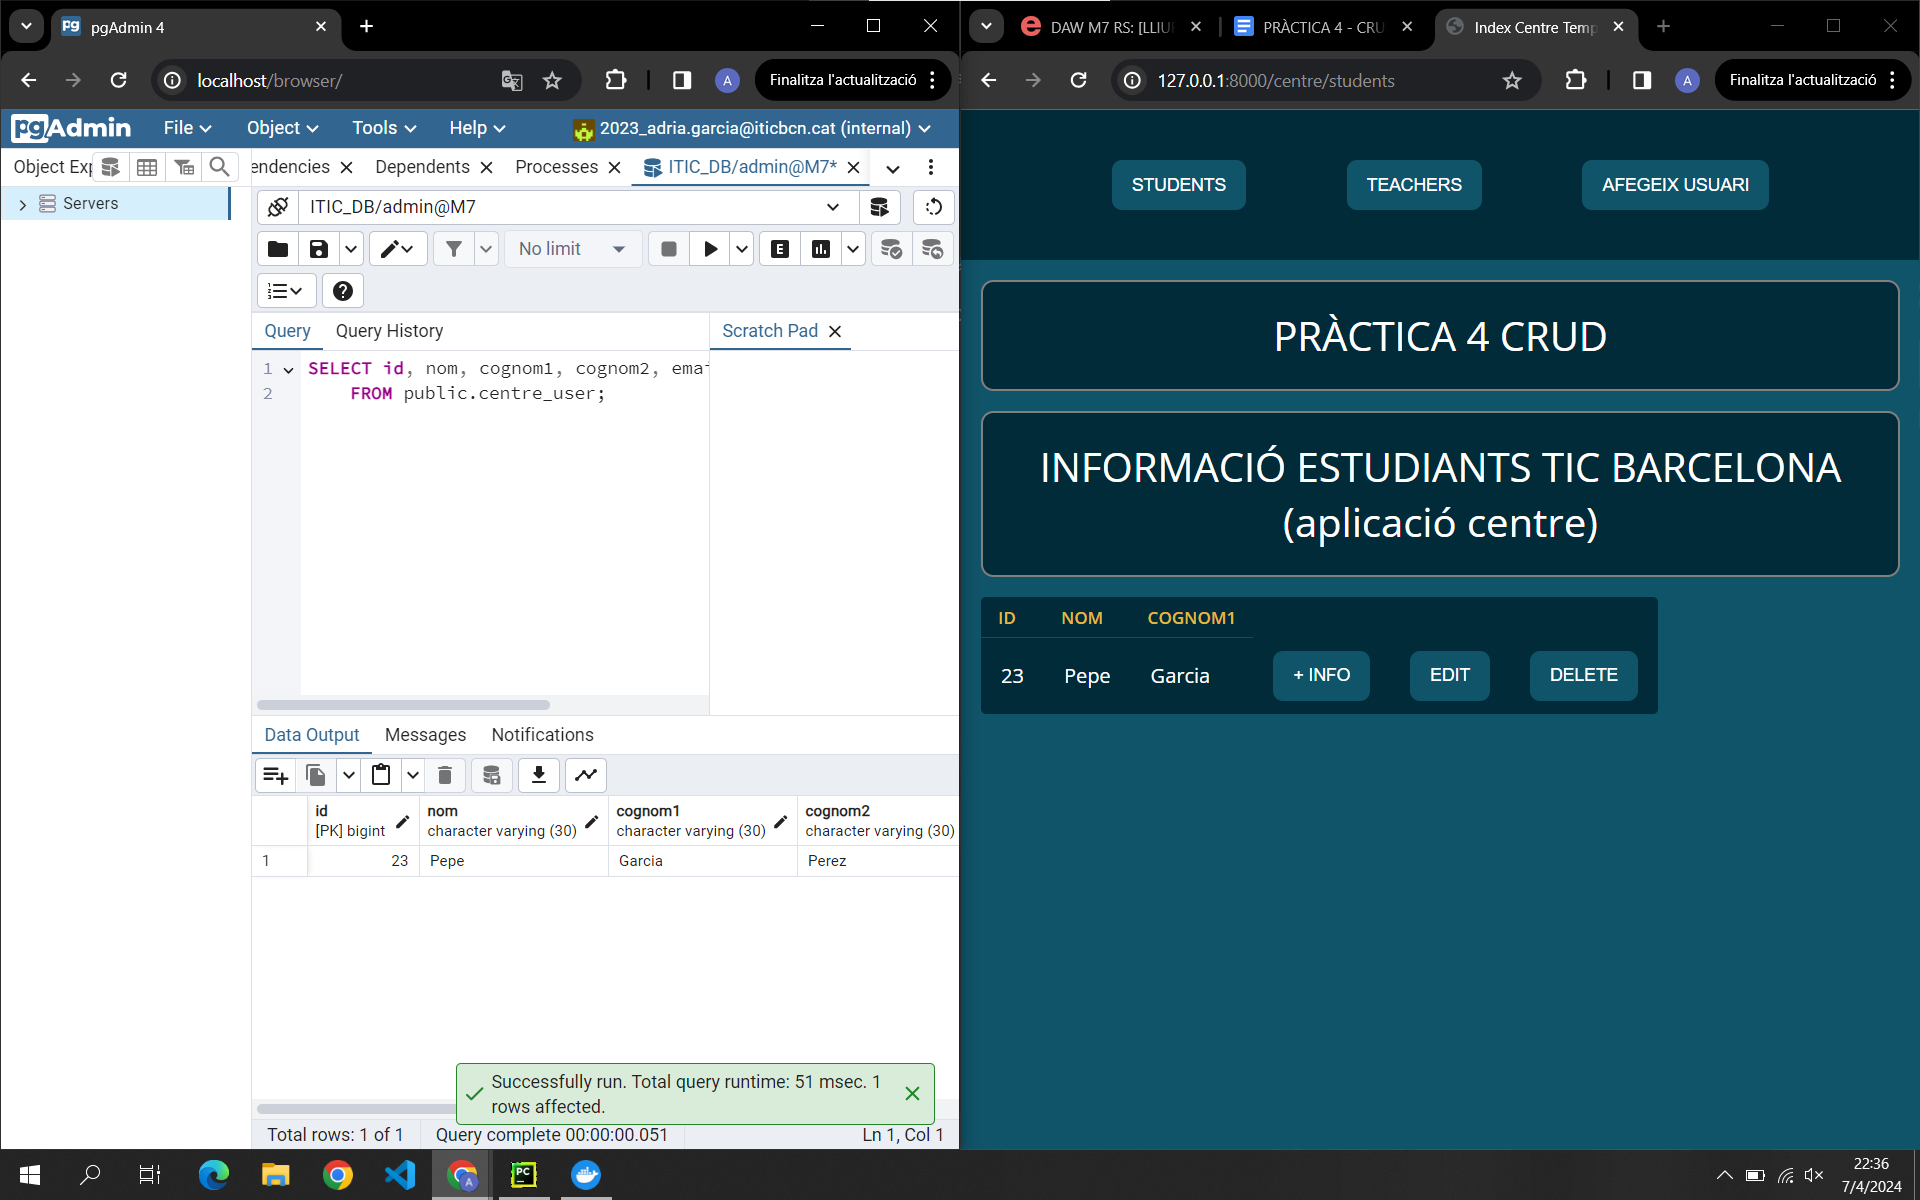 pgAdmin 4
localhost/browser/
A
Finalitza l'actualització
pgAdmin
File
Object
Tools
Help
2023_adria.garcia@iticbcn.cat (internal)
Object Exp
endencies
Dependents
Processes
ITIC_DB/admin@M7*
Servers
ITIC_DB/admin@M7
No limit
E
Query
Query History
Scratch Pad
1 SELECT id, nom, cognom1, cognom2, emai
2 FROM public.centre_user;
Data Output
Messages
Notifications
id
[PK] bigint
nom
character varying (30)
cognom1
character varying (30)
cognom2
character varying (30)
1 23 Pepe Garcia Perez
Successfully run. Total query runtime: 51 msec. 1
rows affected.
Total rows: 1 of 1
Query complete 00:00:00.051
Ln 1, Col 1
DAW M7 RS: [LLIU
PRÀCTICA 4 - CRU
Index Centre Temp
127.0.0.1:8000/centre/students
A
Finalitza l'actualització
STUDENTS
TEACHERS
AFEGEIX USUARI
PRÀCTICA 4 CRUD
INFORMACIÓ ESTUDIANTS TIC BARCELONA
(aplicació centre)
ID NOM COGNOM1
23 Pepe Garcia + INFO EDIT DELETE
A
PC
22:36
7/4/2024